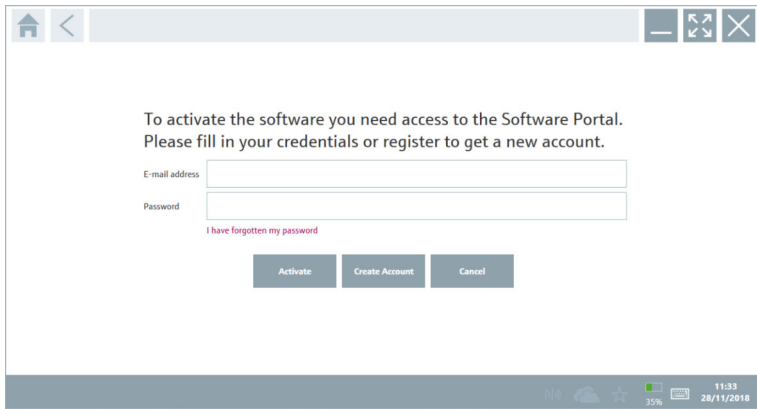 To activate the software you need access to the Software Portal.
Please fill in your credentials or register to get a new account.
E-mail address
Password
I have forgotten my password
Activate Create Account Cancel
35%
11:33
28/11/2018